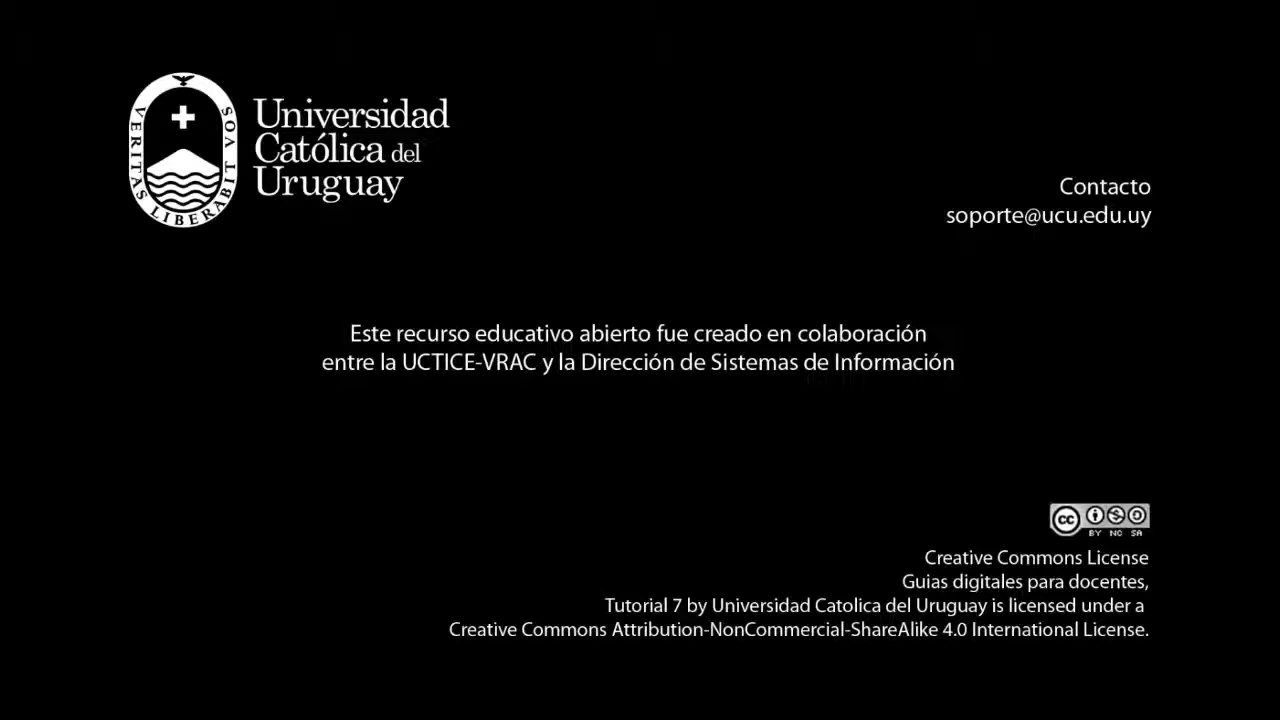 VERITAS LIBERABIT VOS
Universidad
Católica del
Uruguay
Contacto
soporte@ucu.edu.uy
Este recurso educativo abierto fue creado en colaboración
entre la UCTICE-VRAC y la Dirección de Sistemas de Información
cc
BY NC SA
Creative Commons License
Guias digitales para docentes,
Tutorial 7 by Universidad Catolica del Uruguay is licensed under a
Creative Commons Attribution-NonCommercial-ShareAlike 4.0 International License.